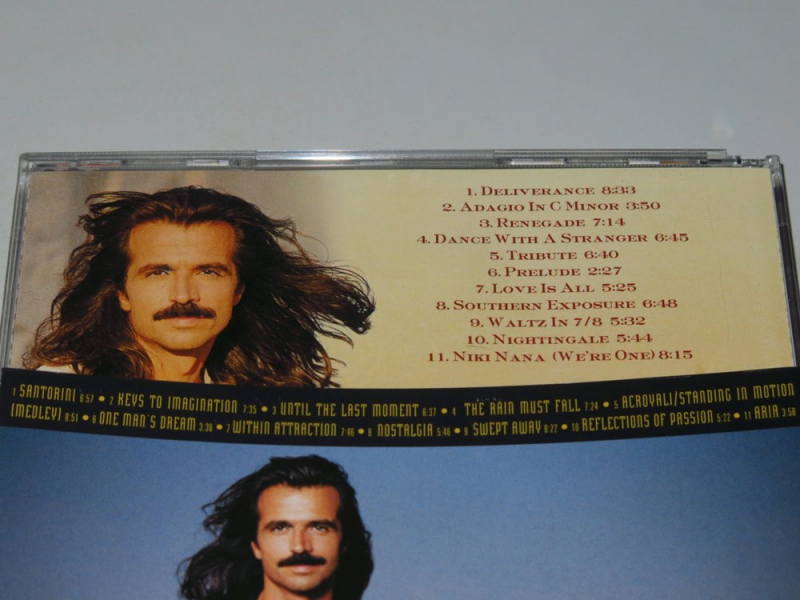 1. Deliverance 8:33
2. Adagio In C Minor 3:50
3. Renegade 7:14
4. Dance With A Stranger 6:45
5. Tribute 6:40
6. Prelude 2:27
7. Love Is All 5:25
8. Southern Exposure 6:48
9. Waltz In 7/8 5:32
10. Nightingale 5:44
11. Niki Nana (We're One) 8:15
1 SANTORINI 6:57 • 2 KEYS TO IMAGINATION 7:35 • 3 UNTIL THE LAST MOMENT 6:37 • 4 THE RAIN MUST FALL 7:24 • 5 ACROYALI/STANDING IN MOTION
(MEDLEY) 8:51 • 6 ONE MAN'S DREAM 3:36 • 7 WITHIN ATTRACTION 7:46 • 8 NOSTALGIA 5:46 • 9 SWEPT AWAY 9:22 • 10 REFLECTIONS OF PASSION 5:22 • 11 ARIA 3:58